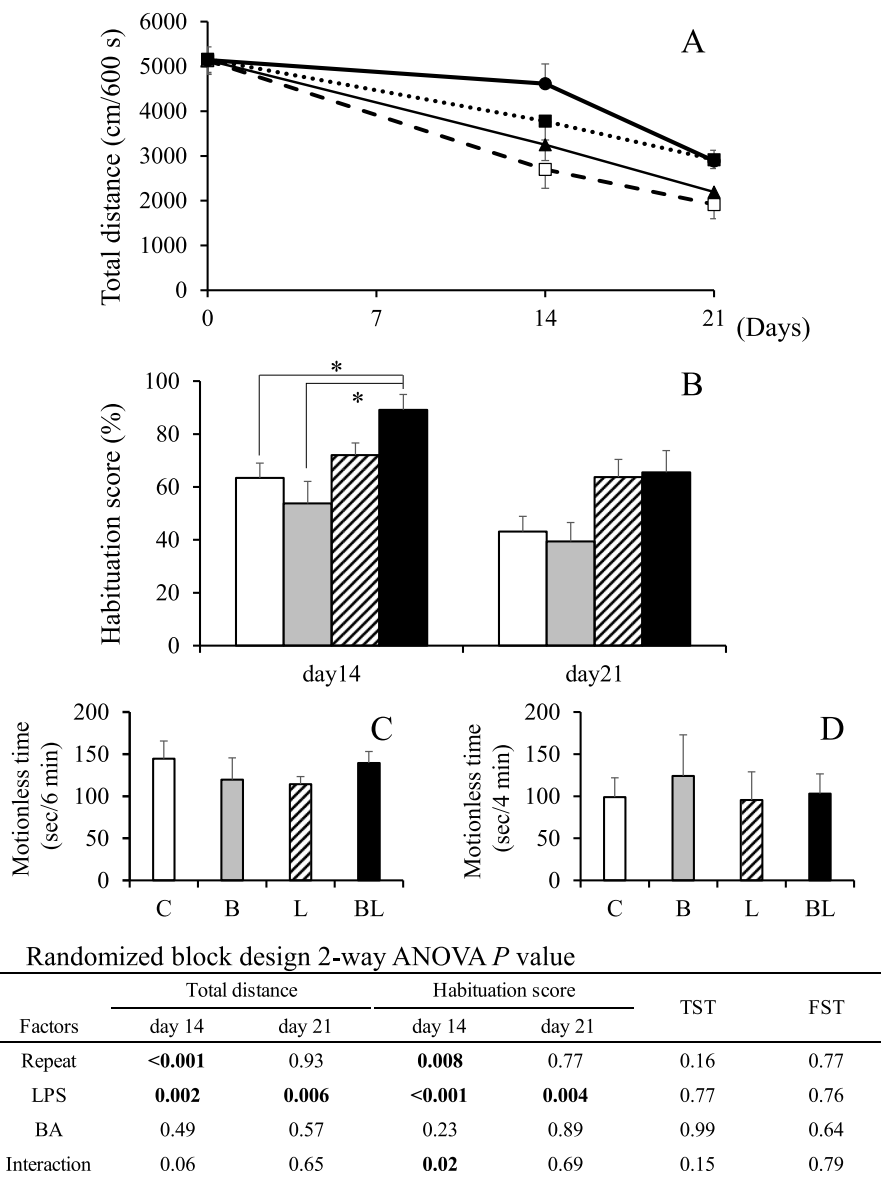 A
Total distance (cm/600 s)
6000
5000
4000
3000
2000
1000
0
0 7 14 21 (Days)
B
Habituation score (%)
100
80
60
40
20
0
* *
day14 day21
C
Motionless time
(sec/6 min)
200
150
100
50
0
C B L BL
D
Motionless time
(sec/4 min)
200
150
100
50
0
C B L BL
Randomized block design 2-way ANOVA P value
Total distance Habituation score TST FST
Factors day 14 day 21 day 14 day 21
Repeat <0.001 0.93 0.008 0.77 0.16 0.77
LPS 0.002 0.006 <0.001 0.004 0.77 0.76
BA 0.49 0.57 0.23 0.89 0.99 0.64
Interaction 0.06 0.65 0.02 0.69 0.15 0.79